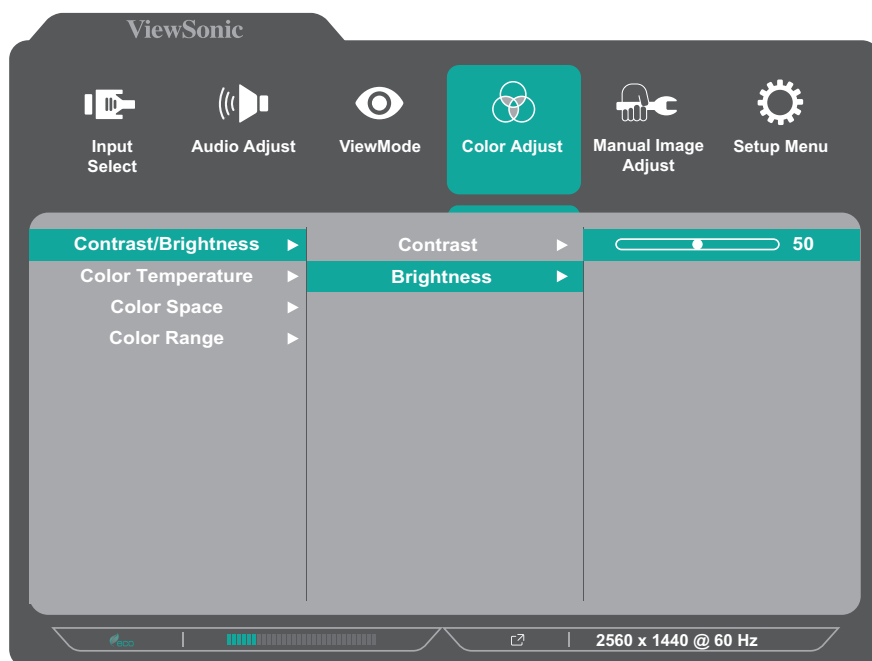 ViewSonic
Input
Select
Audio Adjust
ViewMode
Color Adjust
Manual Image
Adjust
Setup Menu
Contrast/Brightness
Contrast
50
Color Temperature
Brightness
Color Space
Color Range
eco
2560 x 1440 @ 60 Hz